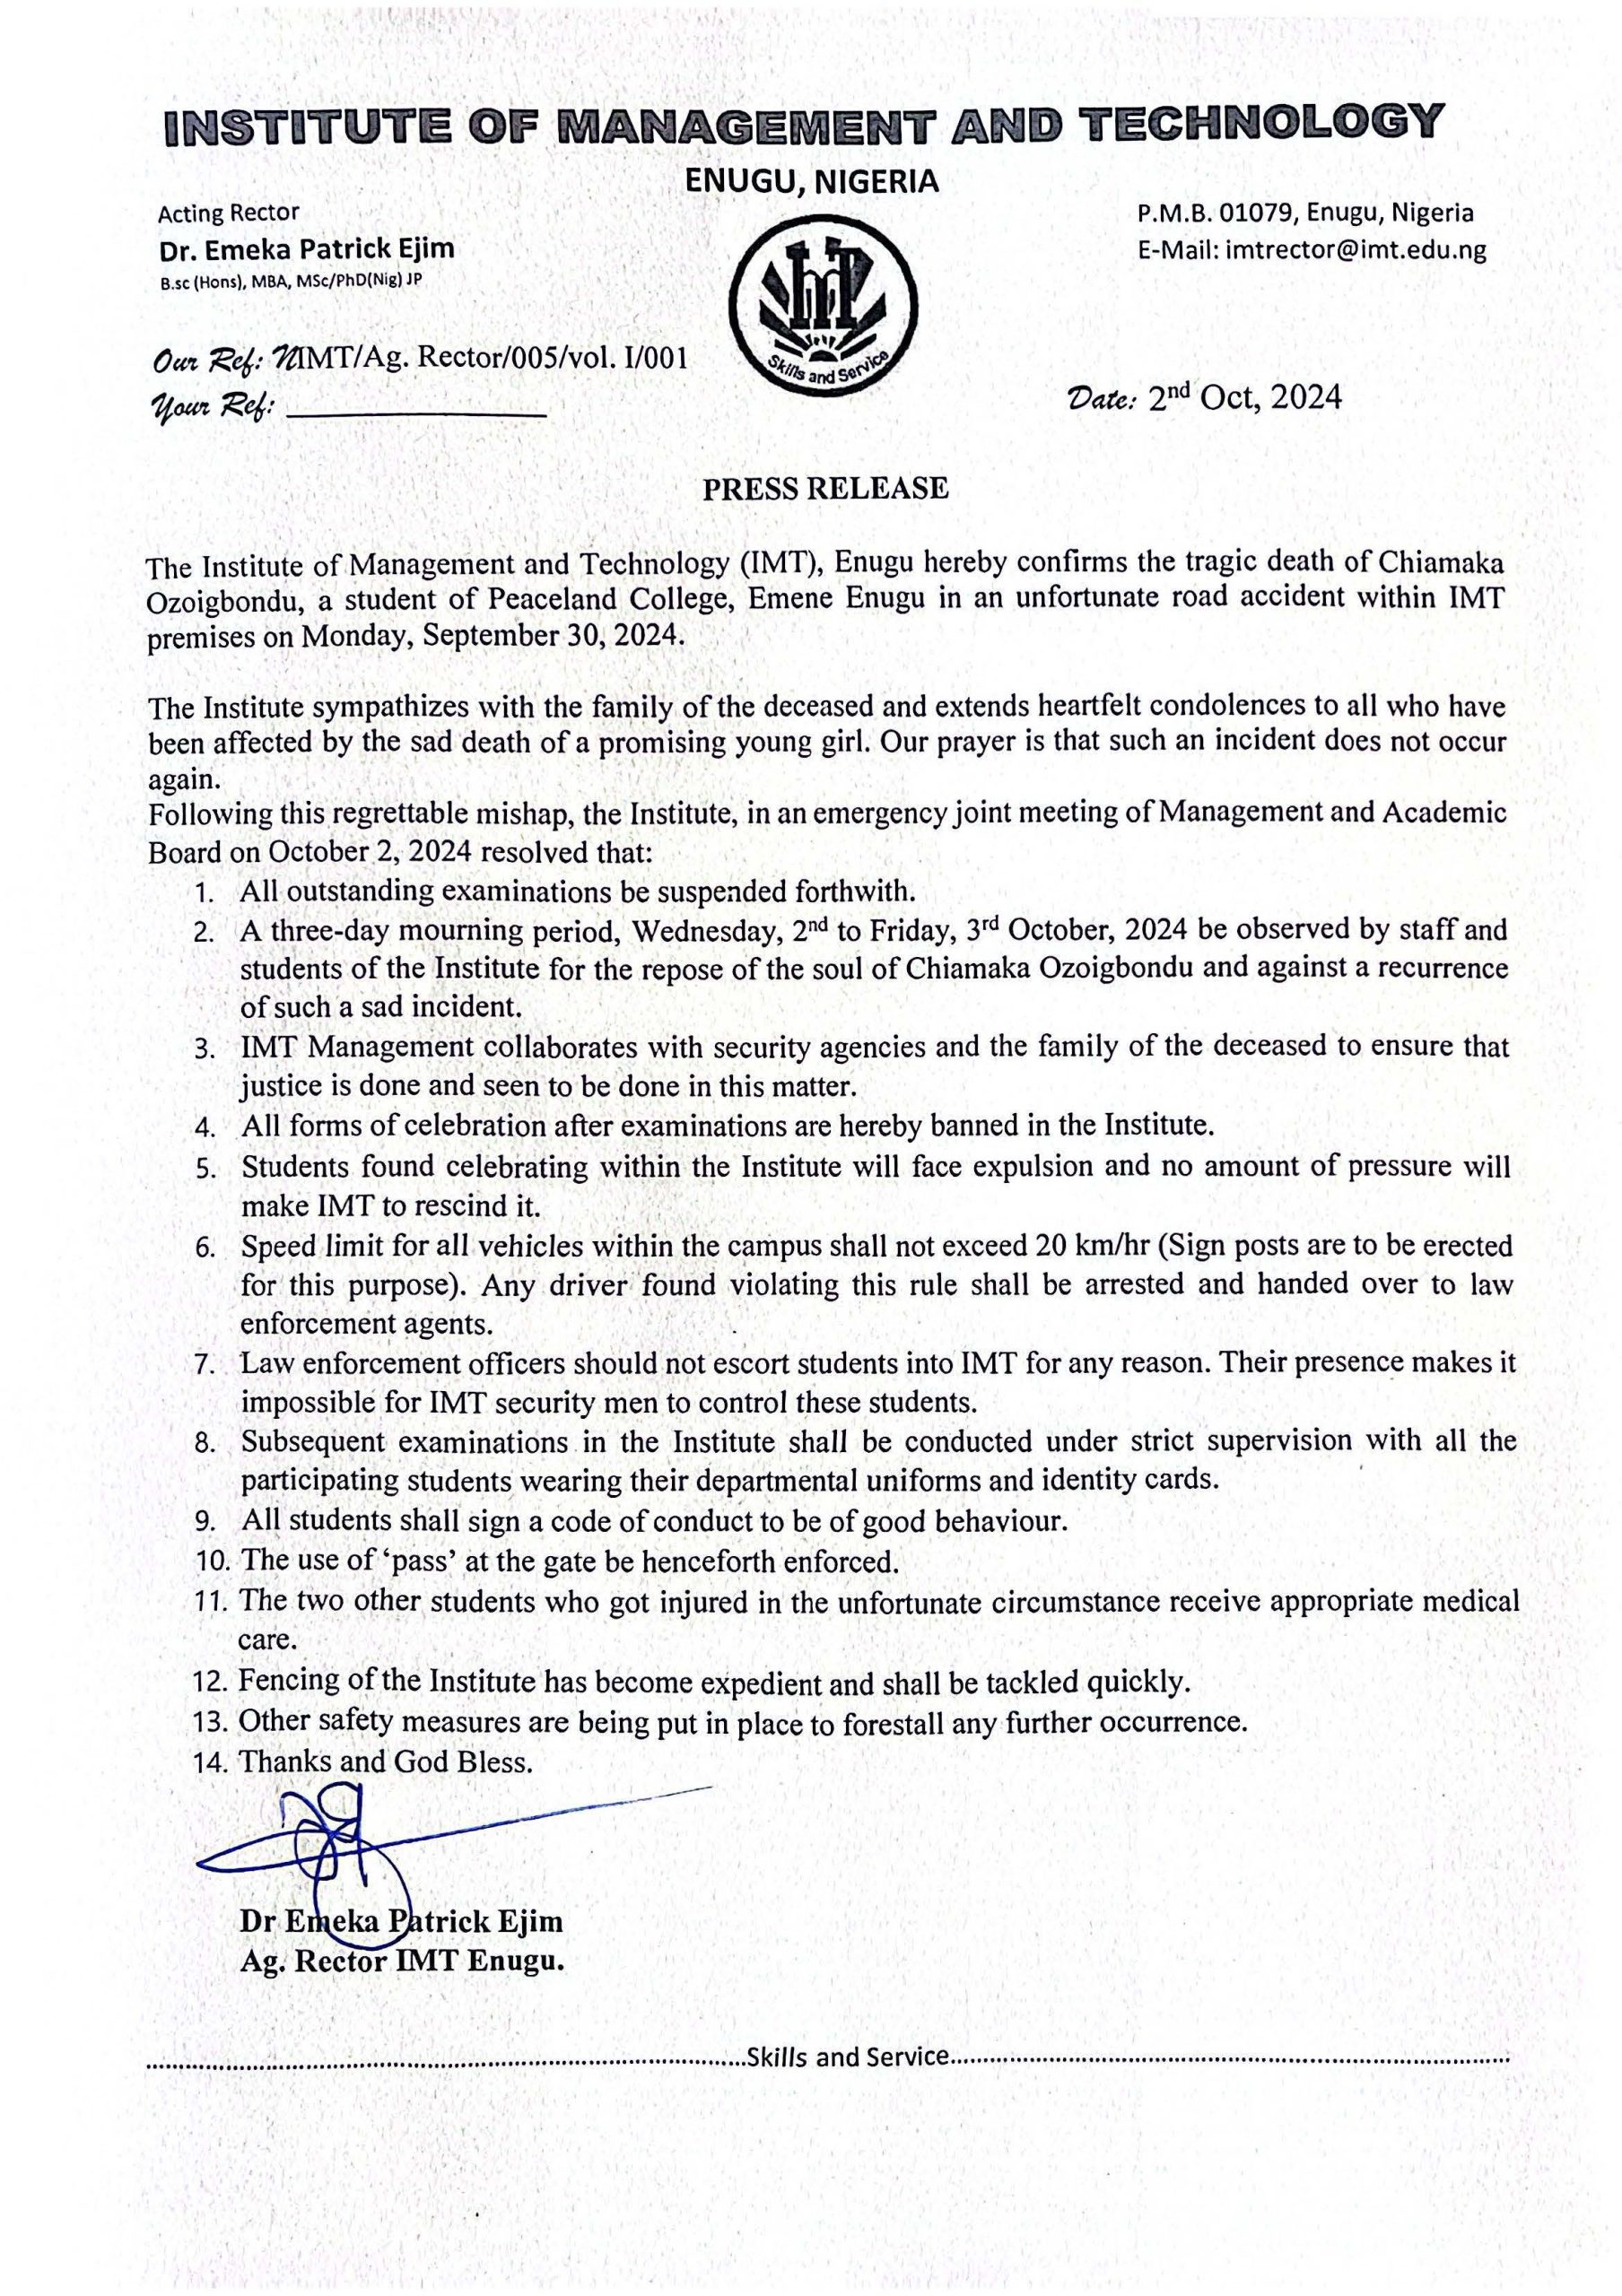 INSTITUTE OF MANAGEMENT AND TECHNOLOGY
ENUGU, NIGERIA
Acting Rector
Dr. Emeka Patrick Ejim
B.sc (Hons), MBA, MSc/PhD(Nig) JP
P.M.B. 01079, Enugu, Nigeria
E-Mail: imtrector@imt.edu.ng
IMT
Skills and Service
Our Ref: IMT/Ag. Rector/005/vol. I/001
Your Ref:
Date: 2nd Oct, 2024
PRESS RELEASE
The Institute of Management and Technology (IMT), Enugu hereby confirms the tragic death of Chiamaka
Ozoigbondu, a student of Peaceland College, Emene Enugu in an unfortunate road accident within IMT
premises on Monday, September 30, 2024.
The Institute sympathizes with the family of the deceased and extends heartfelt condolences to all who have
been affected by the sad death of a promising young girl. Our prayer is that such an incident does not occur
again.
Following this regrettable mishap, the Institute, in an emergency joint meeting of Management and Academic
Board on October 2, 2024 resolved that:
1. All outstanding examinations be suspended forthwith.
2. A three-day mourning period, Wednesday, 2nd to Friday, 3rd October, 2024 be observed by staff and
students of the Institute for the repose of the soul of Chiamaka Ozoigbondu and against a recurrence
of such a sad incident.
3. IMT Management collaborates with security agencies and the family of the deceased to ensure that
justice is done and seen to be done in this matter.
4. All forms of celebration after examinations are hereby banned in the Institute.
5. Students found celebrating within the Institute will face expulsion and no amount of pressure will
make IMT to rescind it.
6. Speed limit for all vehicles within the campus shall not exceed 20 km/hr (Sign posts are to be erected
for this purpose). Any driver found violating this rule shall be arrested and handed over to law
enforcement agents.
7. Law enforcement officers should not escort students into IMT for any reason. Their presence makes it
impossible for IMT security men to control these students.
8. Subsequent examinations in the Institute shall be conducted under strict supervision with all the
participating students wearing their departmental uniforms and identity cards.
9. All students shall sign a code of conduct to be of good behaviour.
10. The use of ‘pass’ at the gate be henceforth enforced.
11. The two other students who got injured in the unfortunate circumstance receive appropriate medical
care.
12. Fencing of the Institute has become expedient and shall be tackled quickly.
13. Other safety measures are being put in place to forestall any further occurrence.
14. Thanks and God Bless.
Dr Emeka Patrick Ejim
Ag. Rector IMT Enugu.
Skills and Service